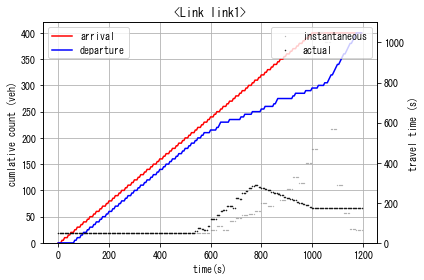 <Link link1>
arrival
departure
instantaneous
actual
cumlative count (veh)
400
350
300
250
200
150
100
50
0
travel time (s)
1000
800
600
400
200
0
0 200 400 600 800 1000 1200
time(s)